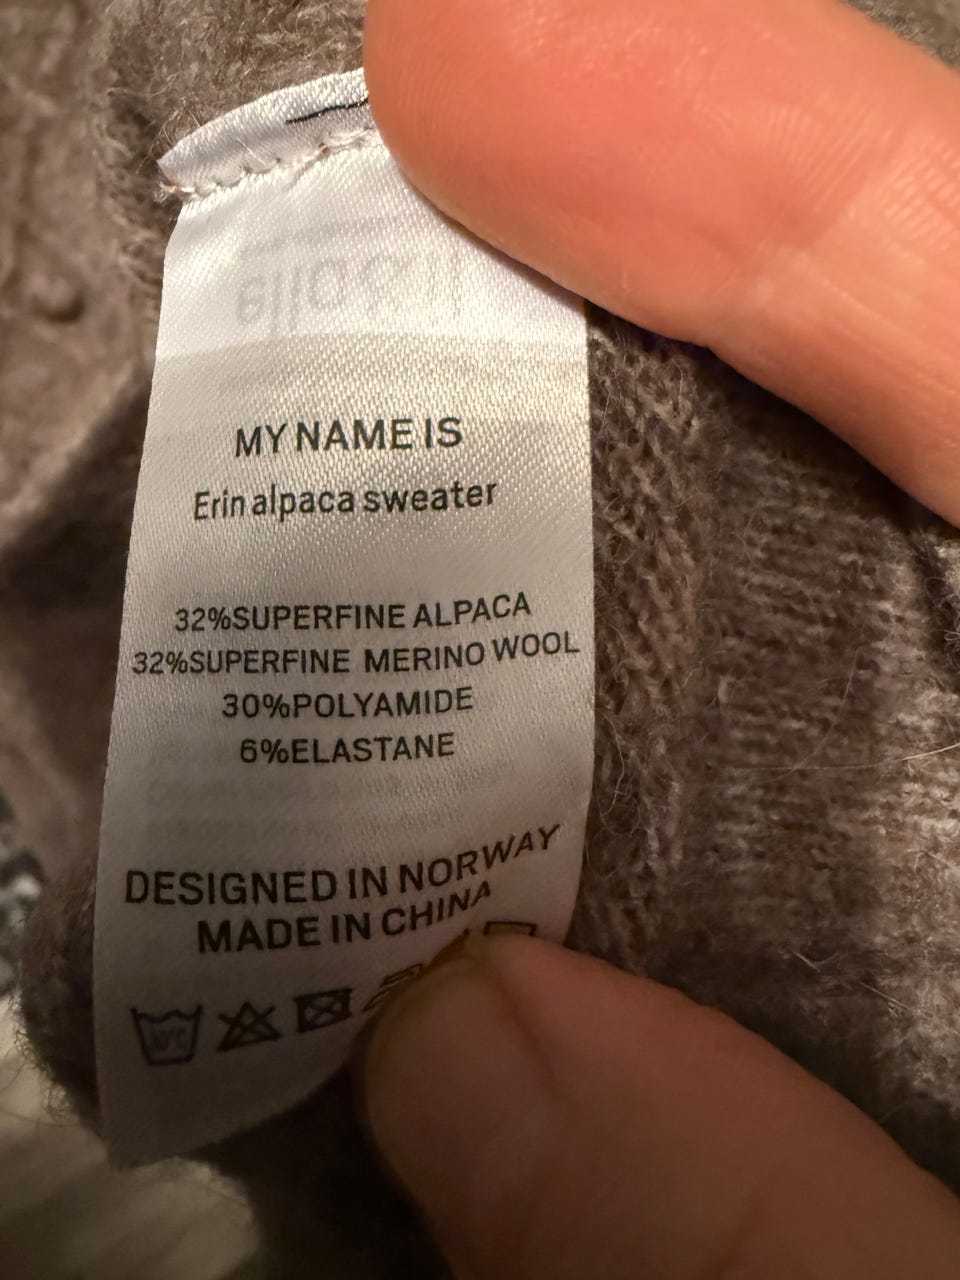 MY NAME IS
Erin alpaca sweater
32%SUPERFINE ALPACA
32%SUPERFINE MERINO WOOL
30%POLYAMIDE
6%ELASTANE
DESIGNED IN NORWAY
MADE IN CHINA